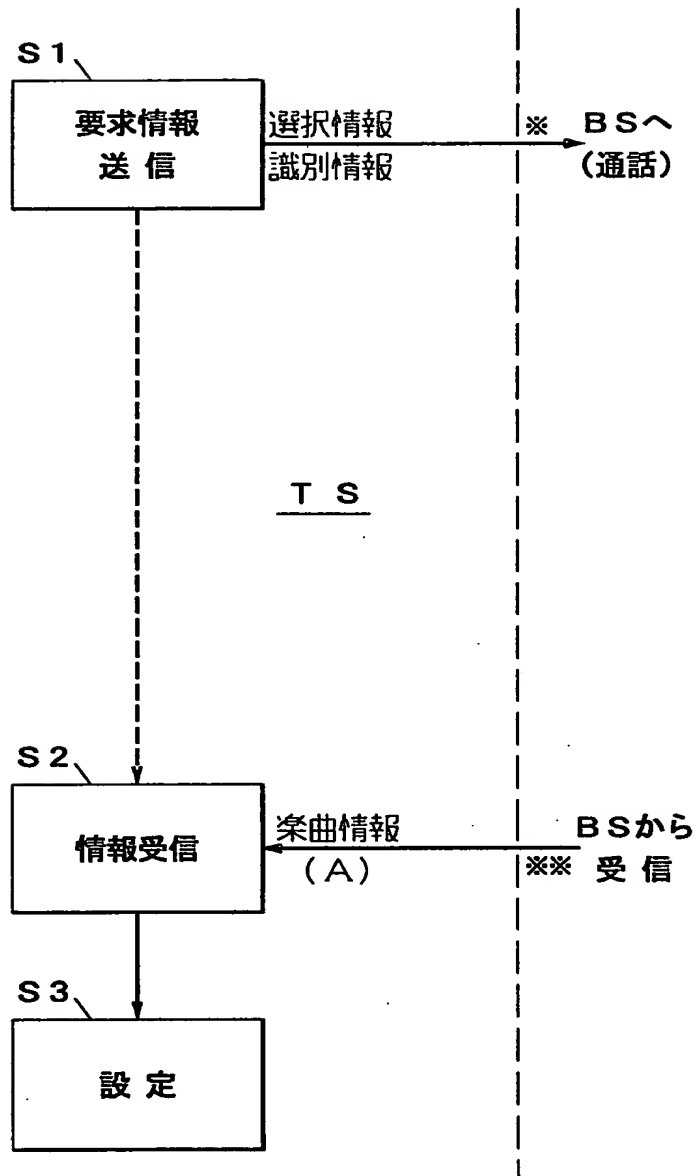 S1
要求情報
送信
選択情報
識別情報
※
BSへ
(通話)
TS
S2
情報受信
楽曲情報
(A)
BSから
※※ 受信
S3
設定